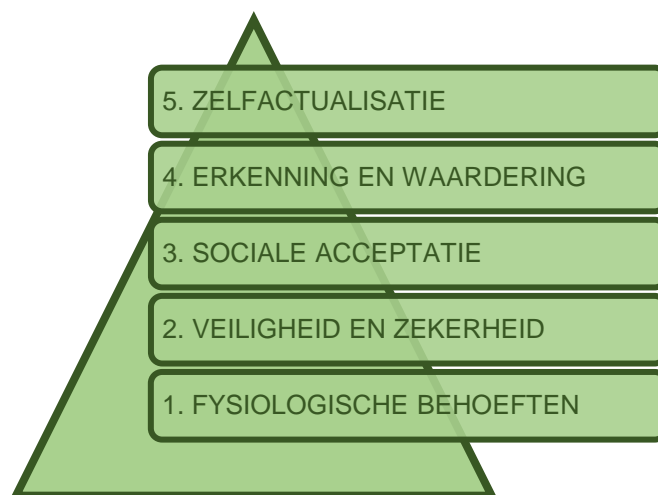 5. ZELFACTUALISATIE
4. ERKENNING EN WAARDERING
3. SOCIALE ACCEPTATIE
2. VEILIGHEID EN ZEKERHEID
1. FYSIOLOGISCHE BEHOEFTEN